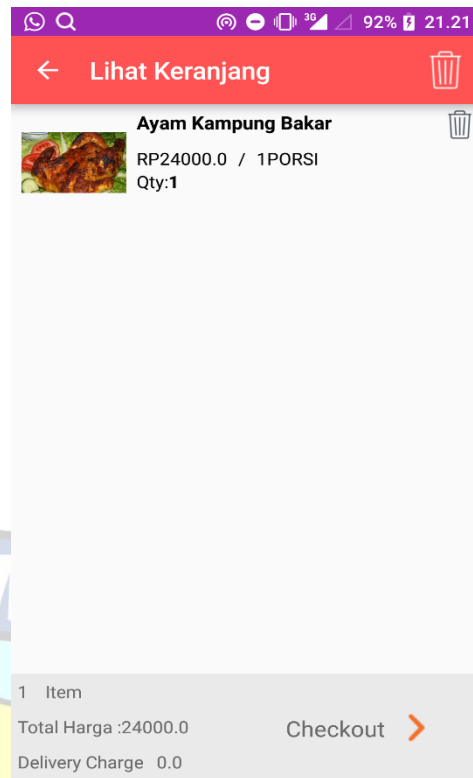 3G 92% 21.21
Lihat Keranjang
Ayam Kampung Bakar
RP24000.0 / 1PORSI
Qty:1
1 Item
Total Harga :24000.0
Checkout
Delivery Charge 0.0